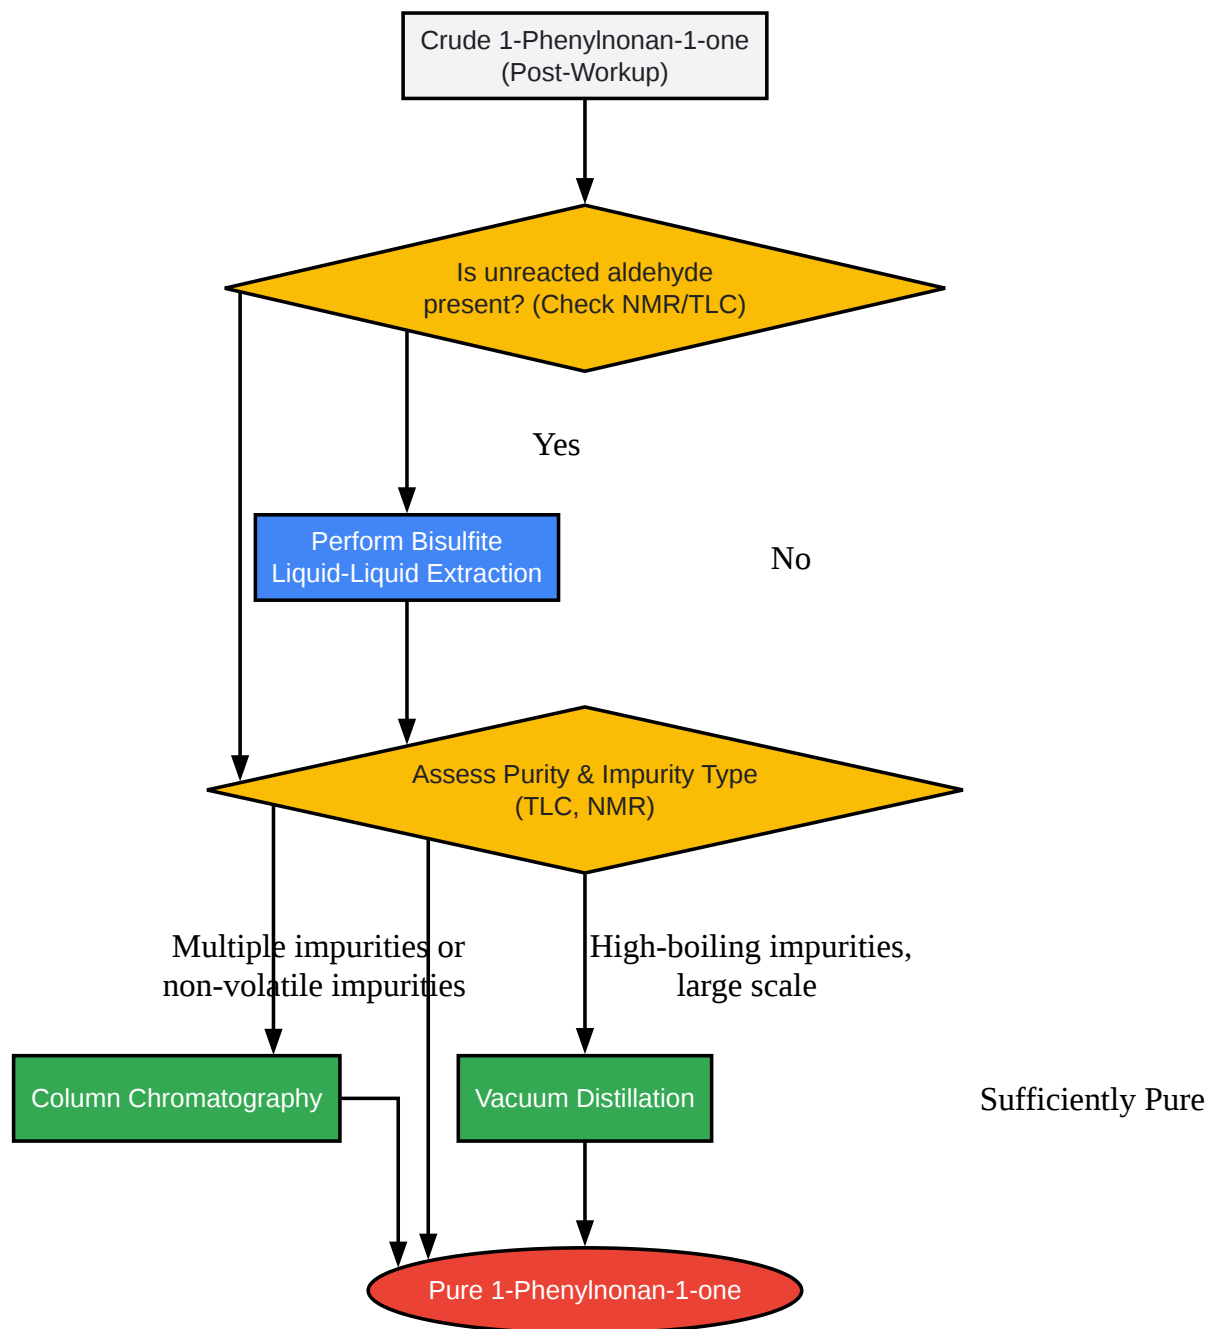 Crude 1-Phenylnonan-1-one
(Post-Workup)
Is unreacted aldehyde
present? (Check NMR/TLC)
Yes
Perform Bisulfite
Liquid-Liquid Extraction
No
Assess Purity & Impurity Type
(TLC, NMR)
Multiple impurities or
non-volatile impurities
High-boiling impurities,
large scale
Column Chromatography
Vacuum Distillation
Sufficiently Pure
Pure 1-Phenylnonan-1-one